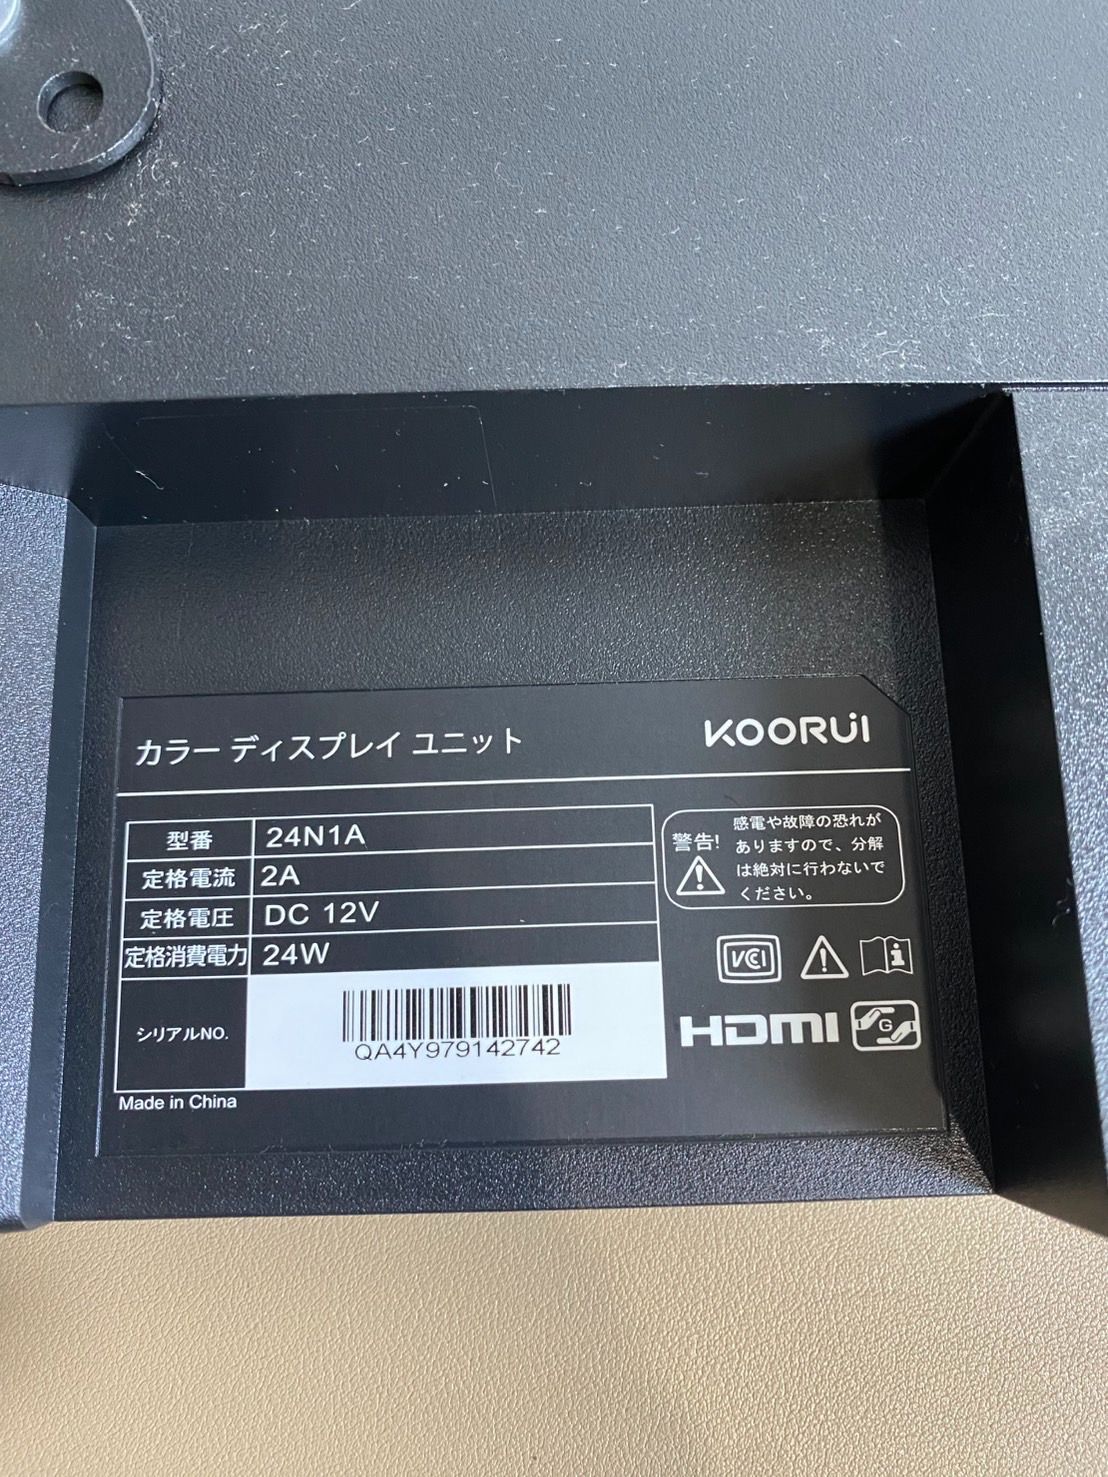 カラー ディスプレイ ユニット
KOORUi
型番 24N1A
定格電流 2A
定格電圧 DC 12V
定格消費電力 24W
シリアルNO. QA4Y979142742
Made in China
警告!
感電や故障の恐れが
ありますので、分解
は絶対に行わないで
ください。
VCI
HDMI
G